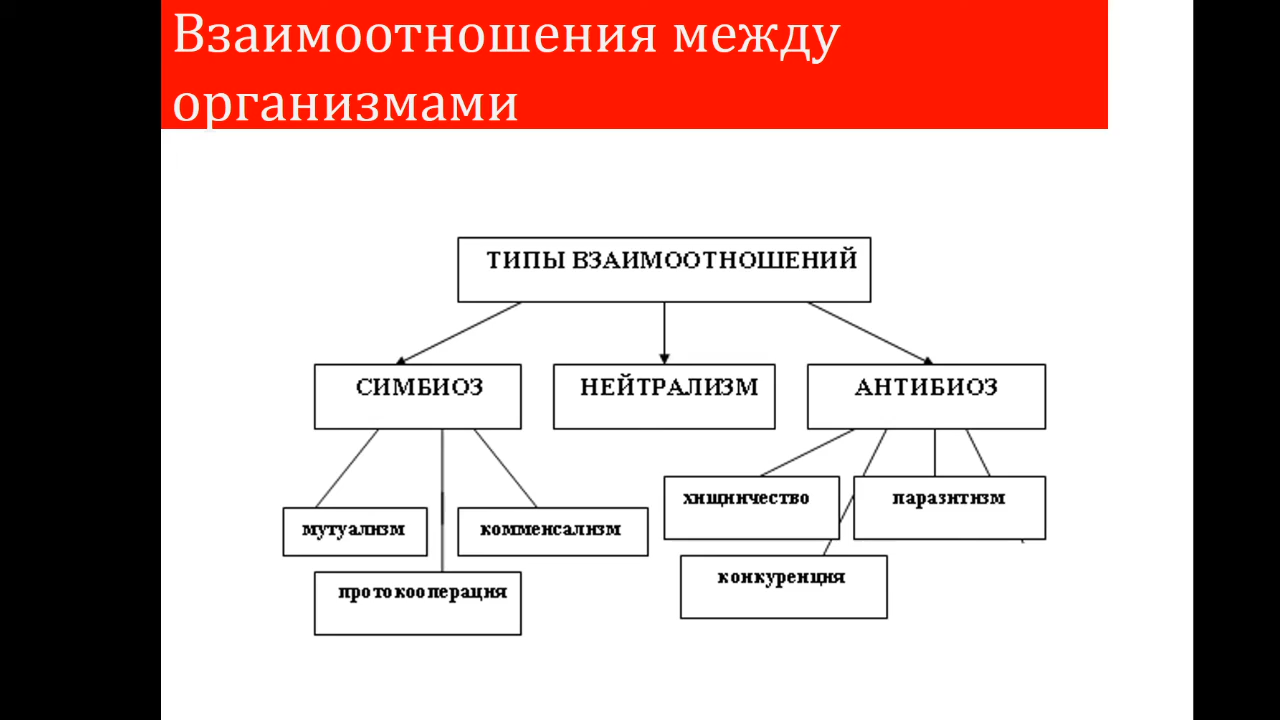 Взаимоотношения между
организмами
ТИПЫ ВЗАИМООТНОШЕНИЙ
СИМБИОЗ
НЕЙТРАЛИЗМ
АНТИБИОЗ
мутуализм
комменсализм
протокооперация
хищничество
паразитизм
конкуренция